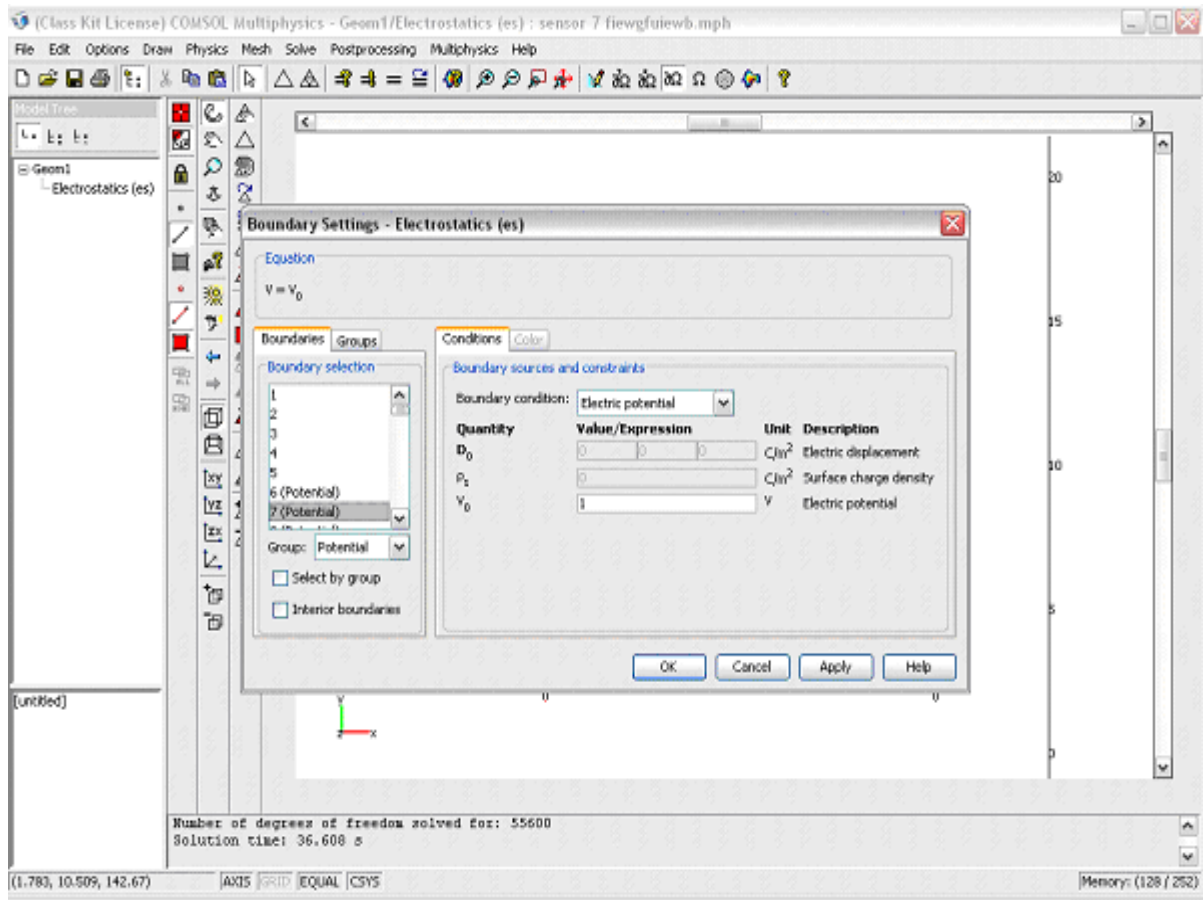 (Class Kit License) COMSOL Multiphysics - Geom1/Electrostatics (es) : sensor 7 fiewgfuiewb.mph
File Edit Options Draw Physics Mesh Solve Postprocessing Multiphysics Help
Model Tree
Geom1
Electrostatics (es)
20
15
10
5
0
Boundary Settings - Electrostatics (es)
Equation
V = V0
Boundaries Groups
Boundary selection
1
2
3
4
5
6 (Potential)
7 (Potential)
Group: Potential
Select by group
Interior boundaries
Conditions Color
Boundary sources and constraints
Boundary condition: Electric potential
Quantity Value/Expression Unit Description
D0 0 0 0 C/m2 Electric displacement
ρs 0 C/m2 Surface charge density
V0 1 V Electric potential
OK Cancel Apply Help
0 0
y
z x
[untitled]
Number of degrees of freedom solved for: 55600
Solution time: 36.608 s
(1.783, 10.509, 142.67) AXIS GRID EQUAL CSYS Memory: (128 / 252)